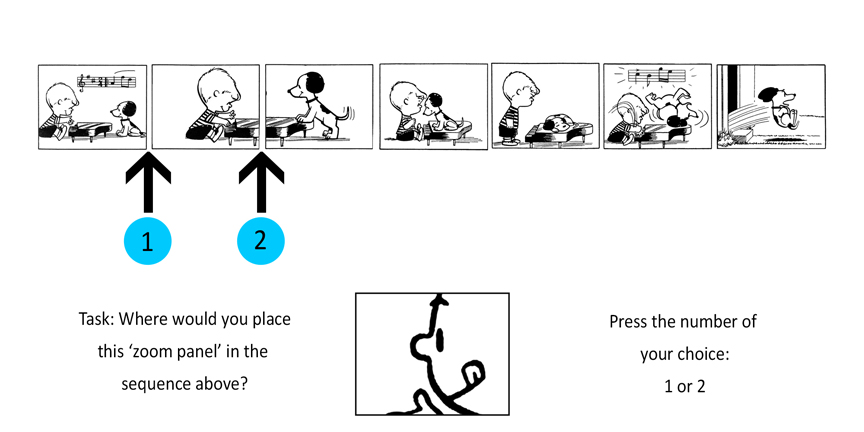 1
2
Task: Where would you place
this ‘zoom panel’ in the
sequence above?
Press the number of
your choice:
1 or 2